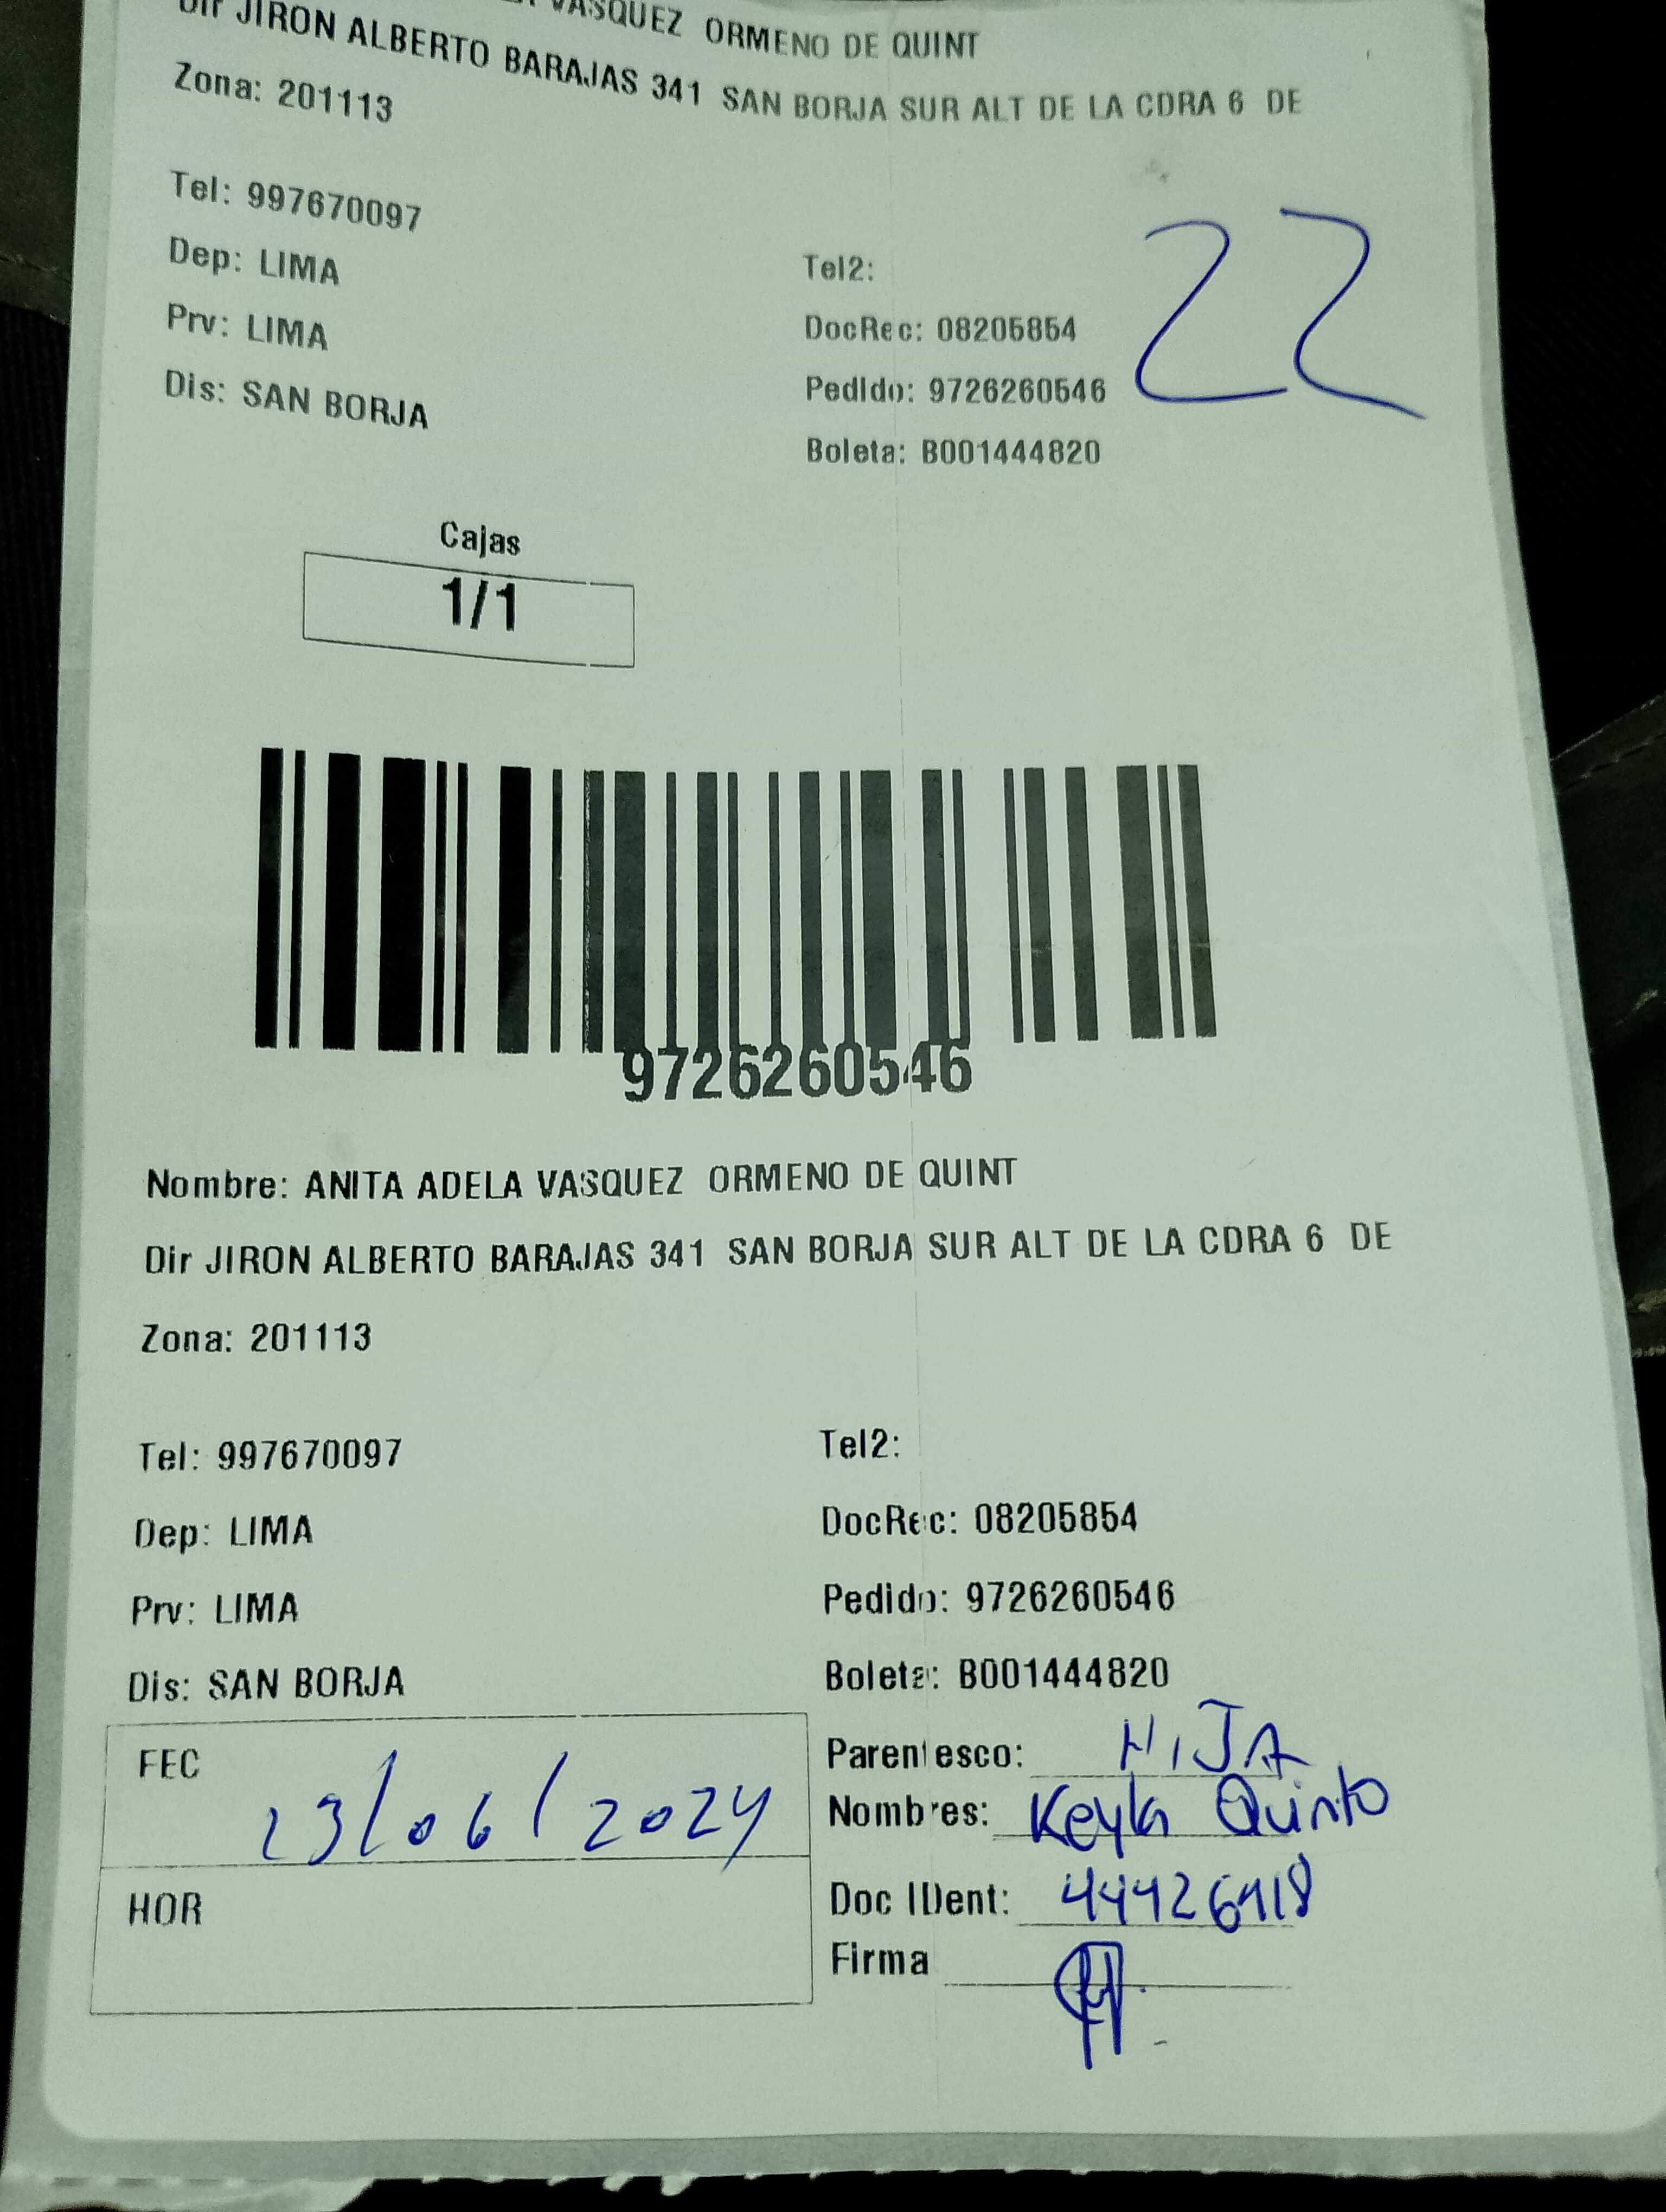 VASQUEZ ORMENO DE QUINT
Dir JIRON ALBERTO BARAJAS 341 SAN BORJA SUR ALT DE LA CDRA 6 DE
Zona: 201113
Tel: 997670097
Tel2:
Dep: LIMA
DocRec: 08205854
Prv: LIMA
Pedido: 9726260546
Dis: SAN BORJA
Boleta: B001444820
22
Cajas
1/1
9726260546
Nombre: ANITA ADELA VASQUEZ ORMENO DE QUINT
Dir JIRON ALBERTO BARAJAS 341 SAN BORJA SUR ALT DE LA CDRA 6 DE
Zona: 201113
Tel: 997670097
Tel2:
Dep: LIMA
DocRec: 08205854
Prv: LIMA
Pedido: 9726260546
Dis: SAN BORJA
Boleta: B001444820
FEC
23/06/2024
HOR
Parentesco: HIJA
Nombres: Keyla Quinto
Doc IDent:
Firma